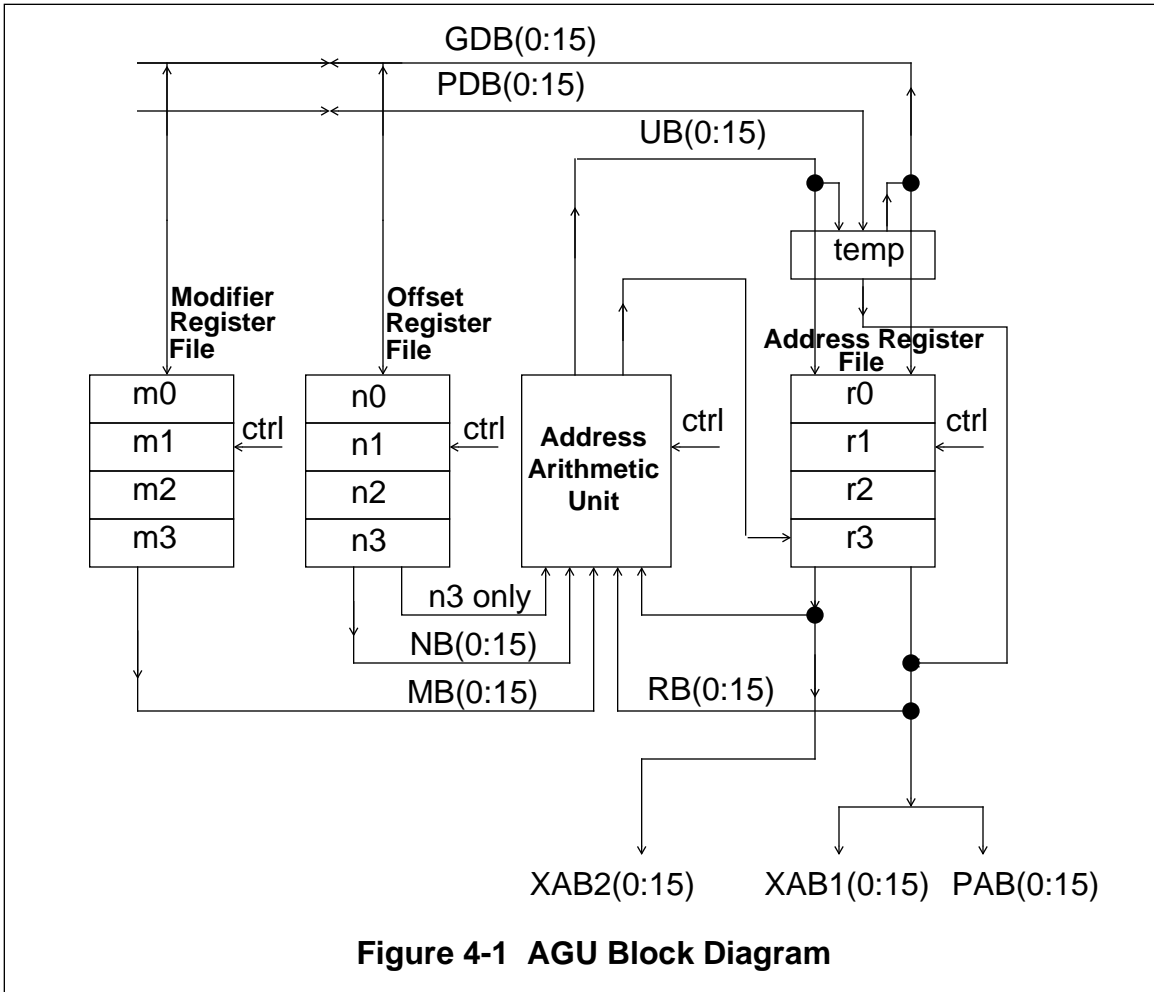 GDB(0:15)
PDB(0:15)
UB(0:15)
temp
Modifier
Register
File
Offset
Register
File
Address Register
File
m0
m1
m2
m3
ctrl
n0
n1
n2
n3
ctrl
Address
Arithmetic
Unit
ctrl
r0
r1
r2
r3
ctrl
n3 only
NB(0:15)
MB(0:15)
RB(0:15)
XAB2(0:15)
XAB1(0:15)
PAB(0:15)
Figure 4-1 AGU Block Diagram